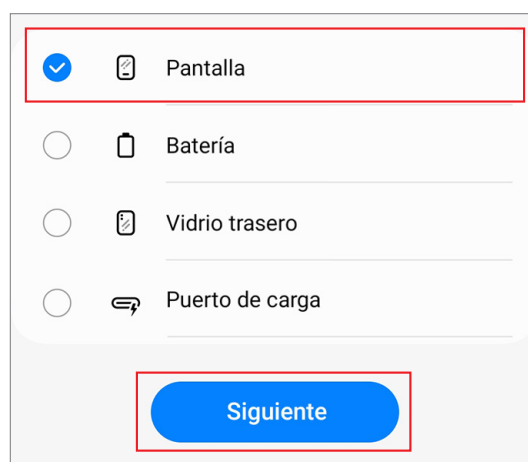 Pantalla
Batería
Vidrio trasero
Puerto de carga
Siguiente